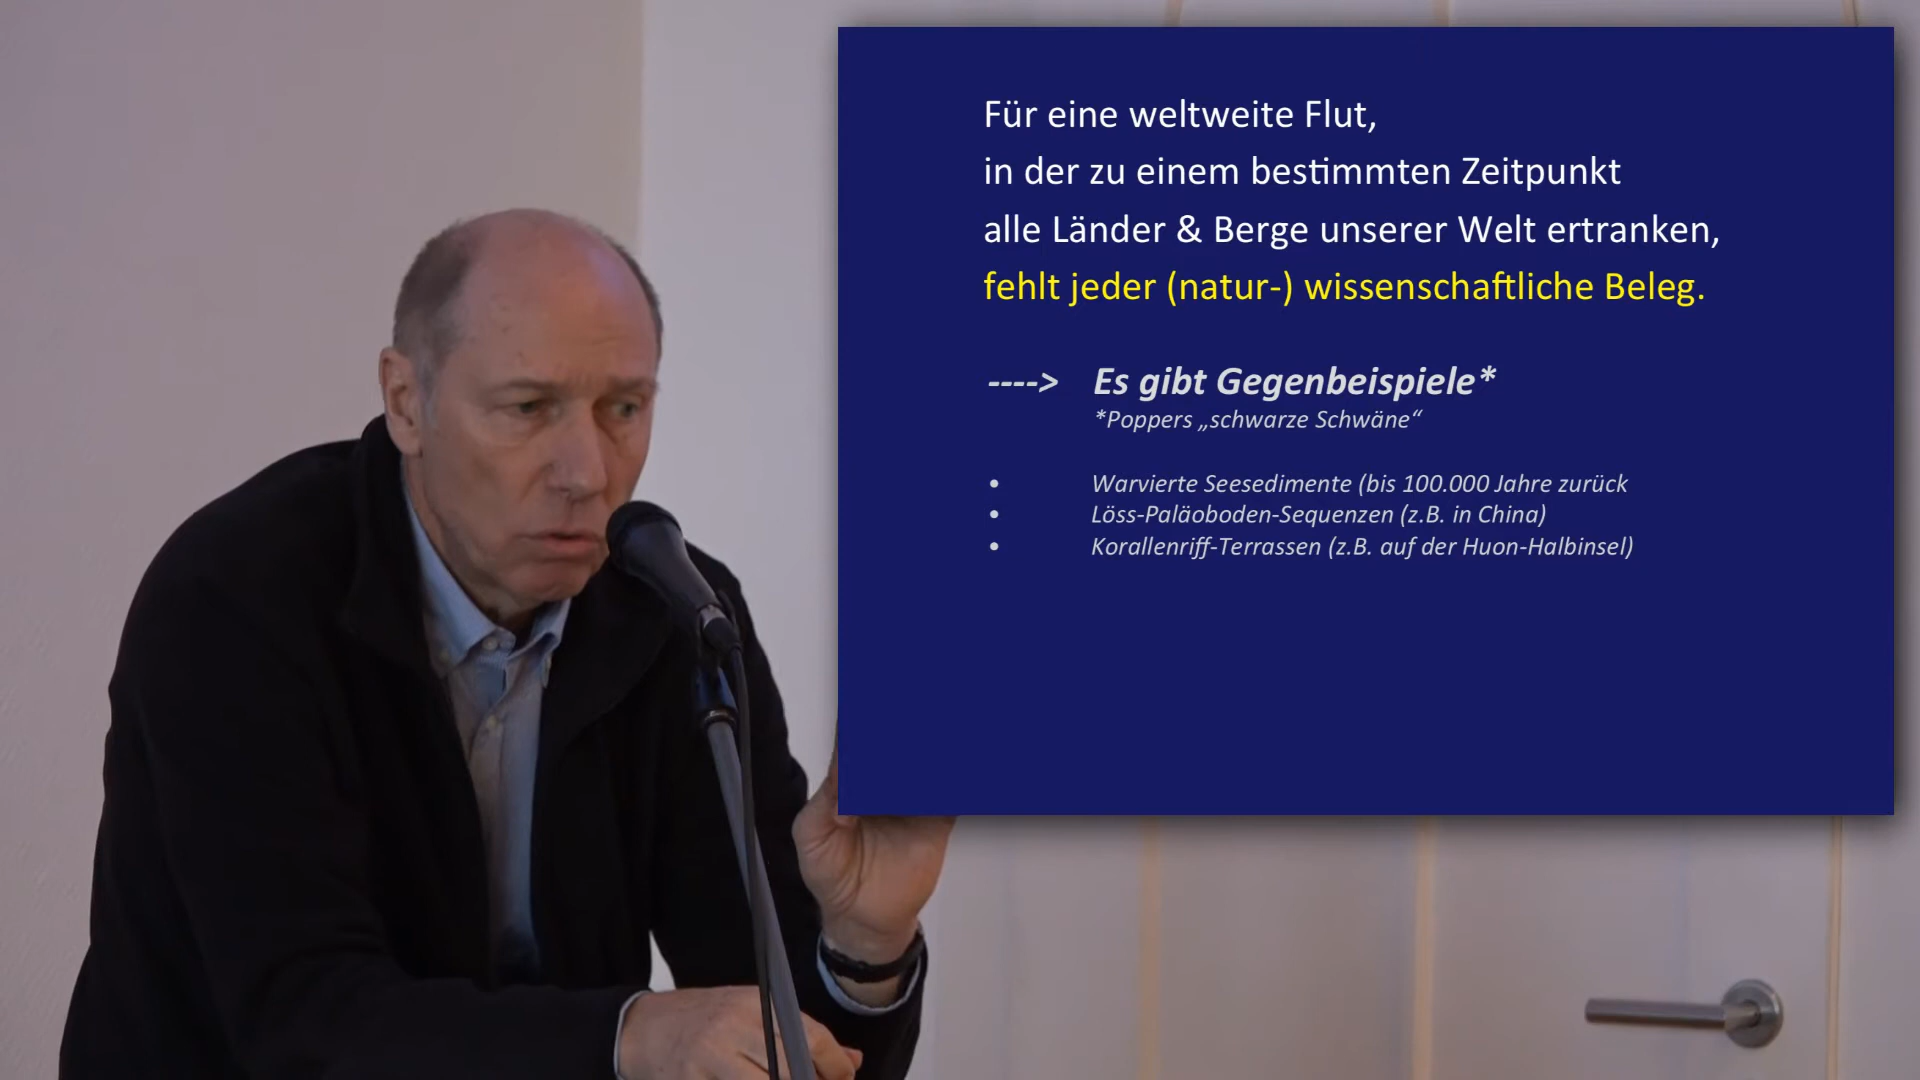 Für eine weltweite Flut,
in der zu einem bestimmten Zeitpunkt
alle Länder & Berge unserer Welt ertranken,
fehlt jeder (natur-) wissenschaftliche Beleg.
----> Es gibt Gegenbeispiele*
*Poppers „schwarze Schwäne“
• Warvierte Seesedimente (bis 100.000 Jahre zurück
• Löss-Paläoboden-Sequenzen (z.B. in China)
• Korallenriff-Terrassen (z.B. auf der Huon-Halbinsel)